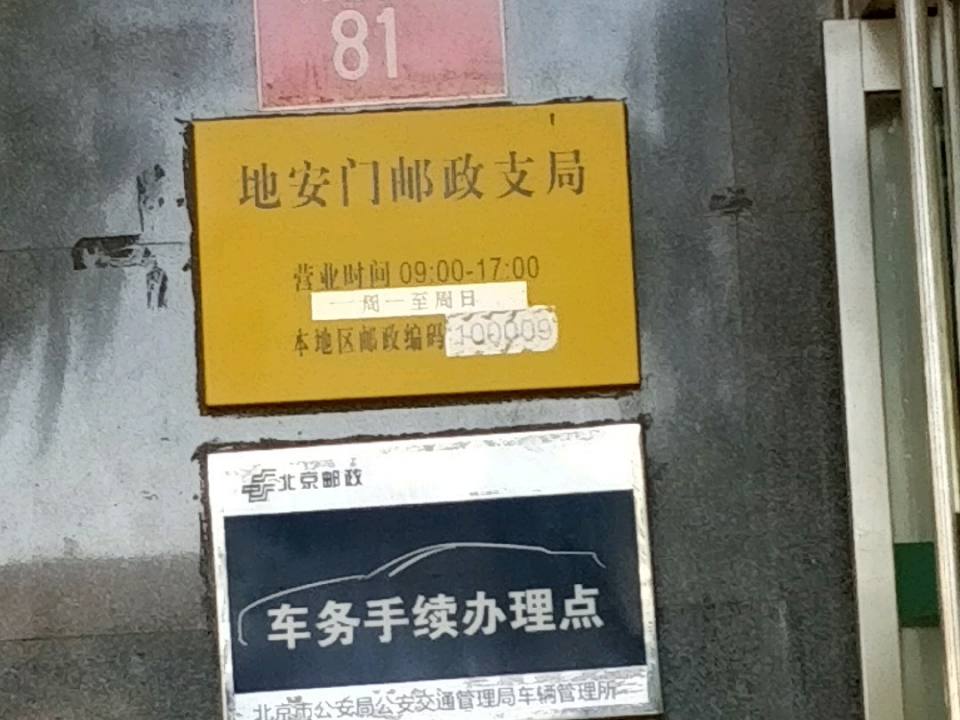 81
地安门邮政支局
营业时间 09:00-17:00
周一至周日
本地区邮政编码 100009
北京邮政
车务手续办理点
北京市公安局公安交通管理局车辆管理所